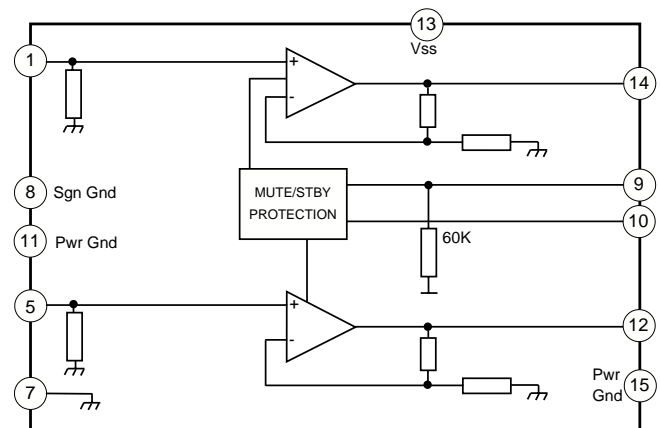 13
Vss
1
+
14
-
8
Sgn Gnd
MUTE/STBY
PROTECTION
9
10
11
Pwr Gnd
60K
5
+
12
-
7
Pwr
Gnd
15